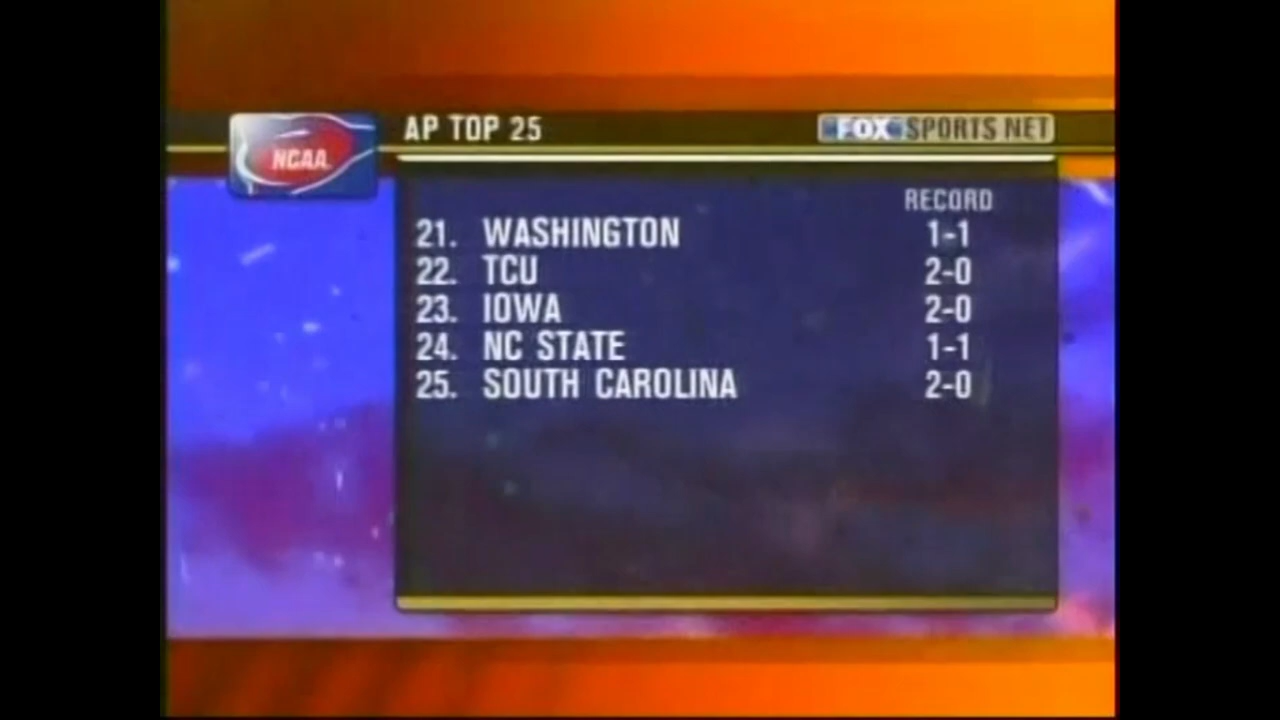 AP TOP 25
FOX SPORTS NET
NCAA
RECORD
21. WASHINGTON 1-1
22. TCU 2-0
23. IOWA 2-0
24. NC STATE 1-1
25. SOUTH CAROLINA 2-0